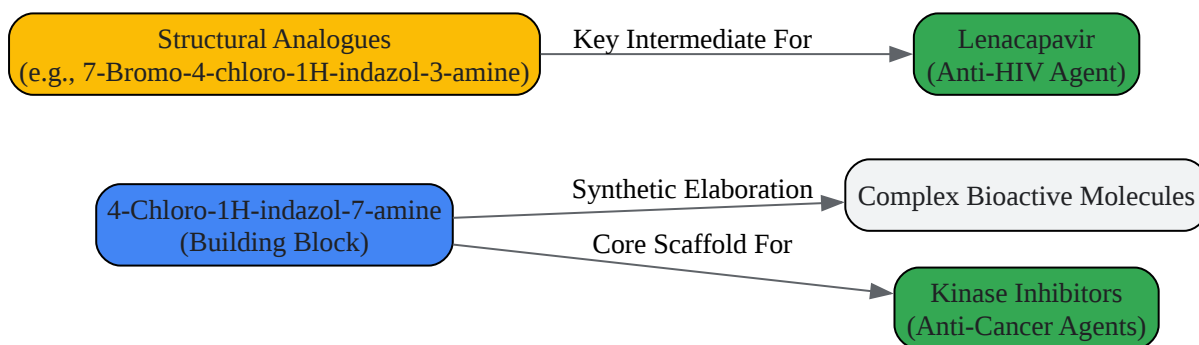 Structural Analogues
(e.g., 7-Bromo-4-chloro-1H-indazol-3-amine)
Key Intermediate For
Lenacapavir
(Anti-HIV Agent)
4-Chloro-1H-indazol-7-amine
(Building Block)
Synthetic Elaboration
Complex Bioactive Molecules
Core Scaffold For
Kinase Inhibitors
(Anti-Cancer Agents)